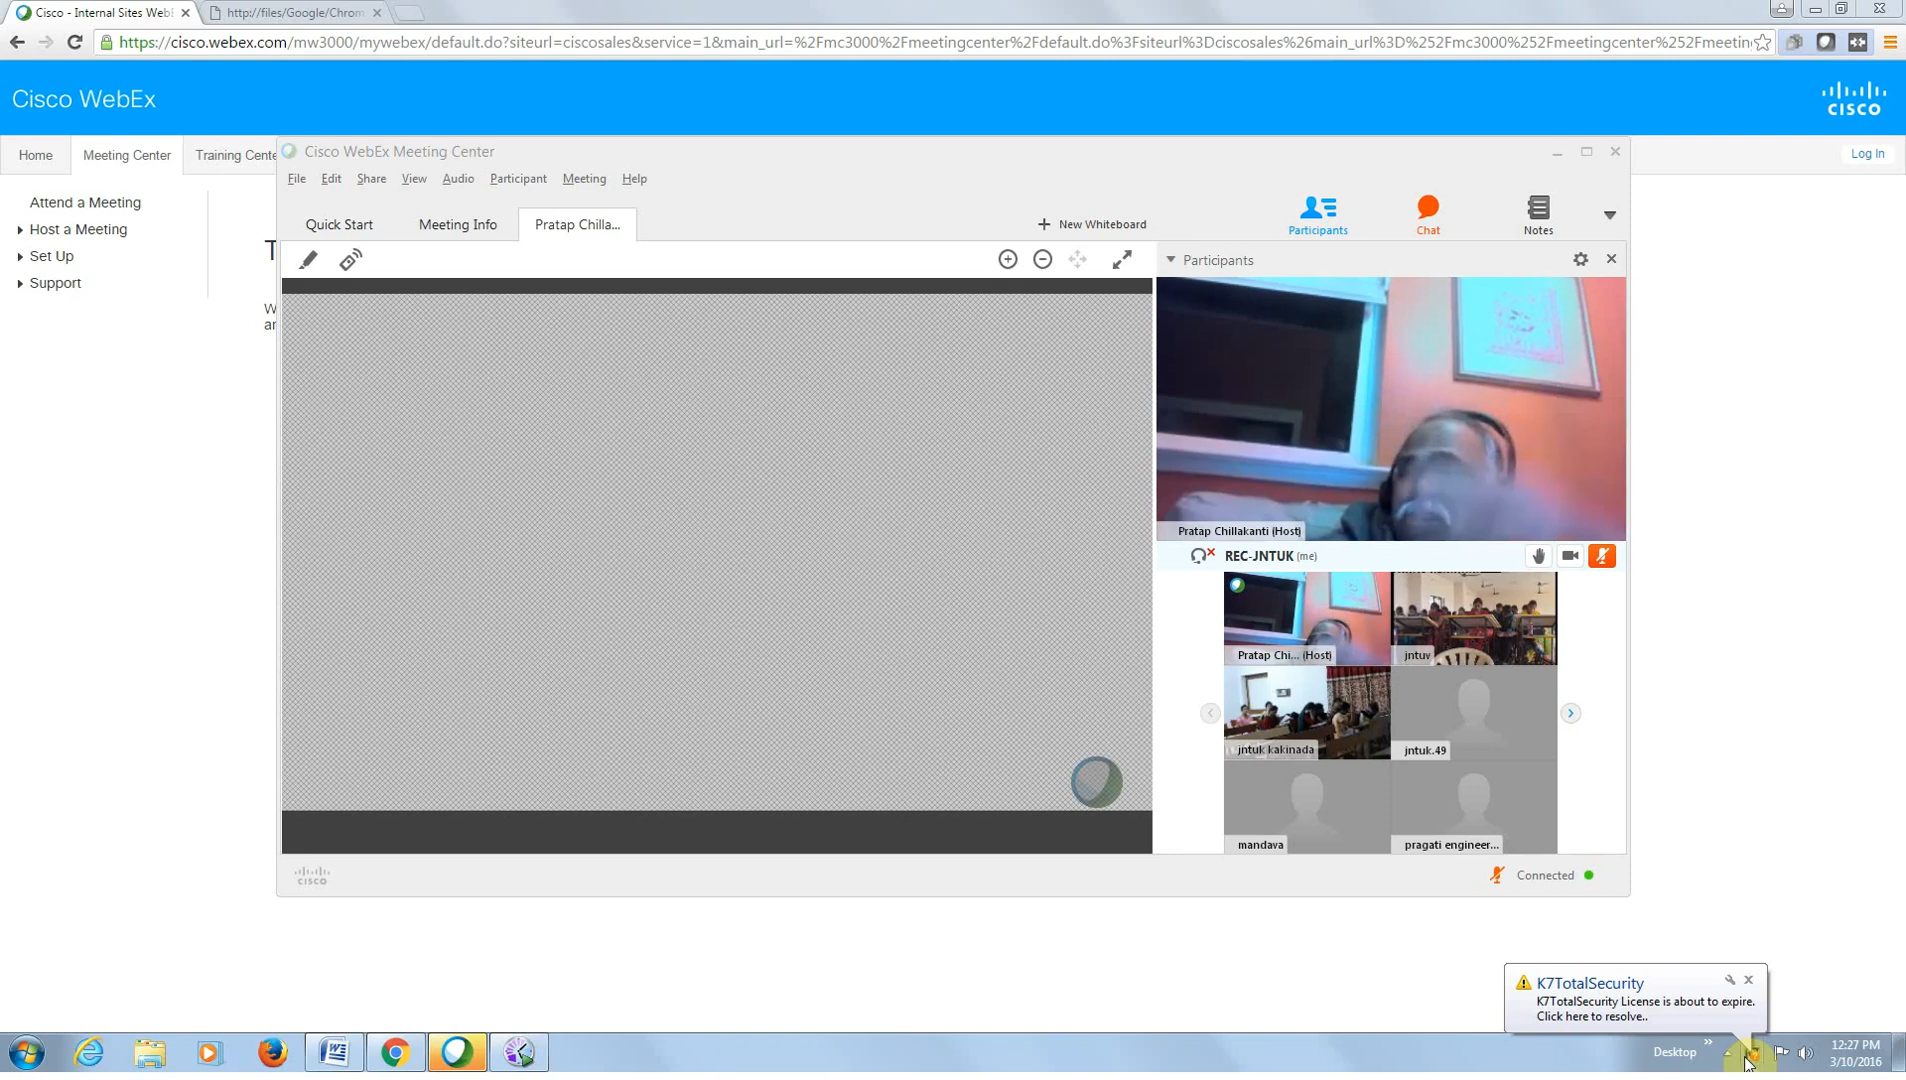 Cisco - Internal Sites WebE
http://files/Google/Chrom
https://cisco.webex.com/mw3000/mywebex/default.do?siteurl=ciscosales&service=1&main_url=%2Fmc3000%2Fmeetingcenter%2Fdefault.do%3Fsiteurl%3Dciscosales%26main_url%3D%252Fmc3000%252Fmeetingcenter%252Fmeeting
Cisco WebEx
CISCO
Home
Meeting Center
Training Cente
Log In
Attend a Meeting
Host a Meeting
Set Up
Support
T
W
an
Cisco WebEx Meeting Center
File Edit Share View Audio Participant Meeting Help
Participants
Chat
Notes
Quick Start
Meeting Info
Pratap Chilla...
New Whiteboard
Participants
Pratap Chillakanti (Host)
REC-JNTUK (me)
Pratap Chi... (Host)
jntuv
jntuk kakinada
jntuk.49
mandava
pragati engineer...
CISCO
Connected
K7TotalSecurity
K7TotalSecurity License is about to expire.
Click here to resolve..
Desktop
12:27 PM
3/10/2016